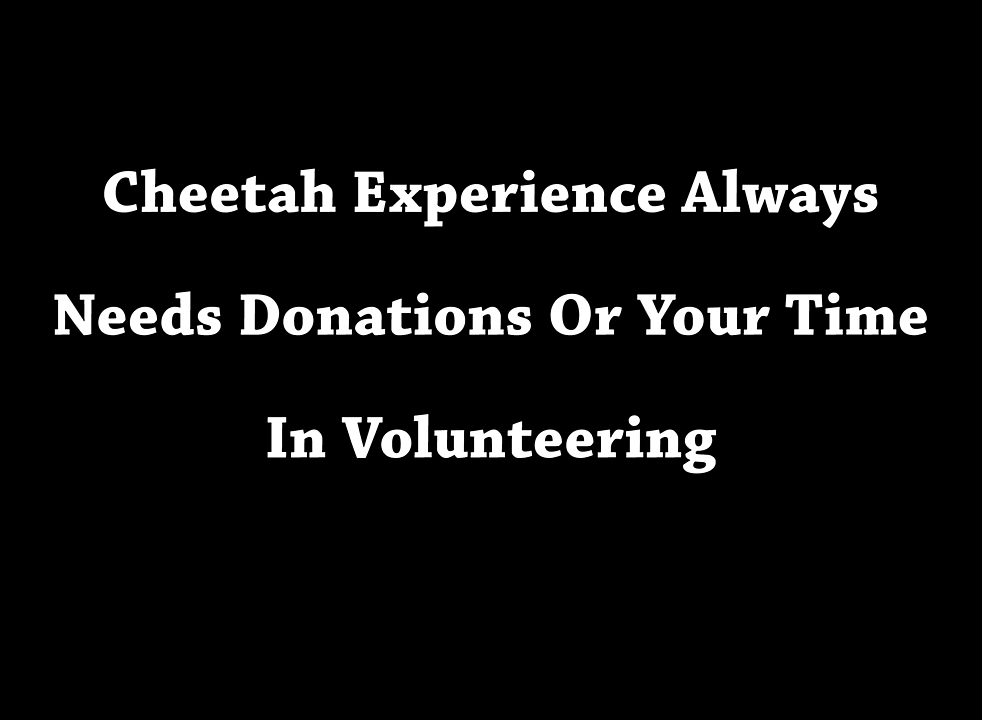 Cheetah Experience Always
Needs Donations Or Your Time
In Volunteering